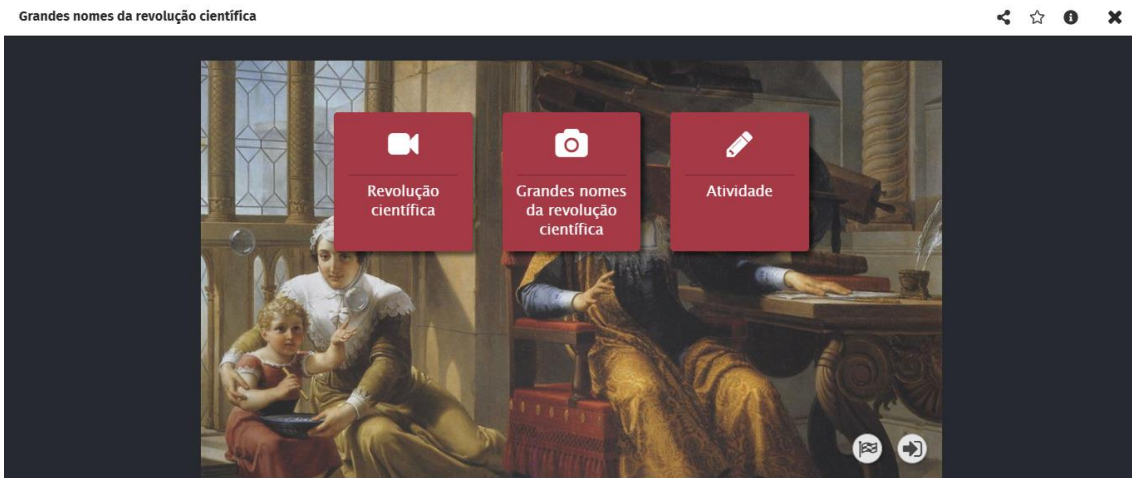 Grandes nomes da revolução científica
Revolução
científica
Grandes nomes
da revolução
científica
Atividade